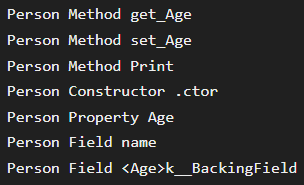 Person Method get_Age
Person Method set_Age
Person Method Print
Person Constructor .ctor
Person Property Age
Person Field name
Person Field <Age>k__BackingField